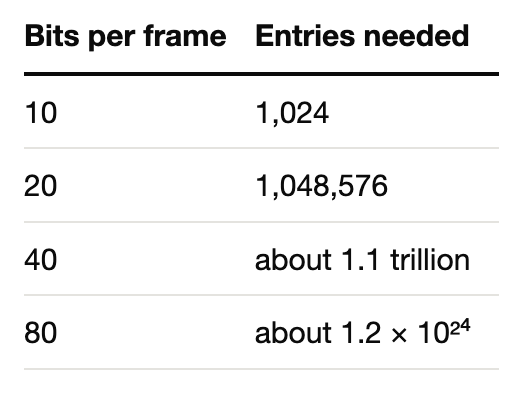 Bits per frame Entries needed
10 1,024
20 1,048,576
40 about 1.1 trillion
80 about 1.2 × 10²⁴